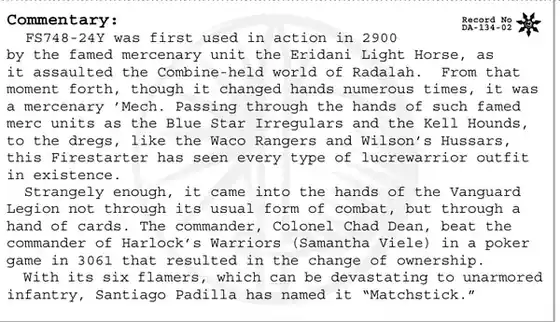 Commentary:
Record No
DA-134-02
FS748-24Y was first used in action in 2900
by the famed mercenary unit the Eridani Light Horse, as
it assaulted the Combine-held world of Radalah. From that
moment forth, though it changed hands numerous times, it was
a mercenary ’Mech. Passing through the hands of such famed
merc units as the Blue Star Irregulars and the Kell Hounds,
to the dregs, like the Waco Rangers and Wilson’s Hussars,
this Firestarter has seen every type of lucrewarrior outfit
in existence.
Strangely enough, it came into the hands of the Vanguard
Legion not through its usual form of combat, but through a
hand of cards. The commander, Colonel Chad Dean, beat the
commander of Harlock’s Warriors (Samantha Viele) in a poker
game in 3061 that resulted in the change of ownership.
With its six flamers, which can be devastating to unarmored
infantry, Santiago Padilla has named it “Matchstick.”